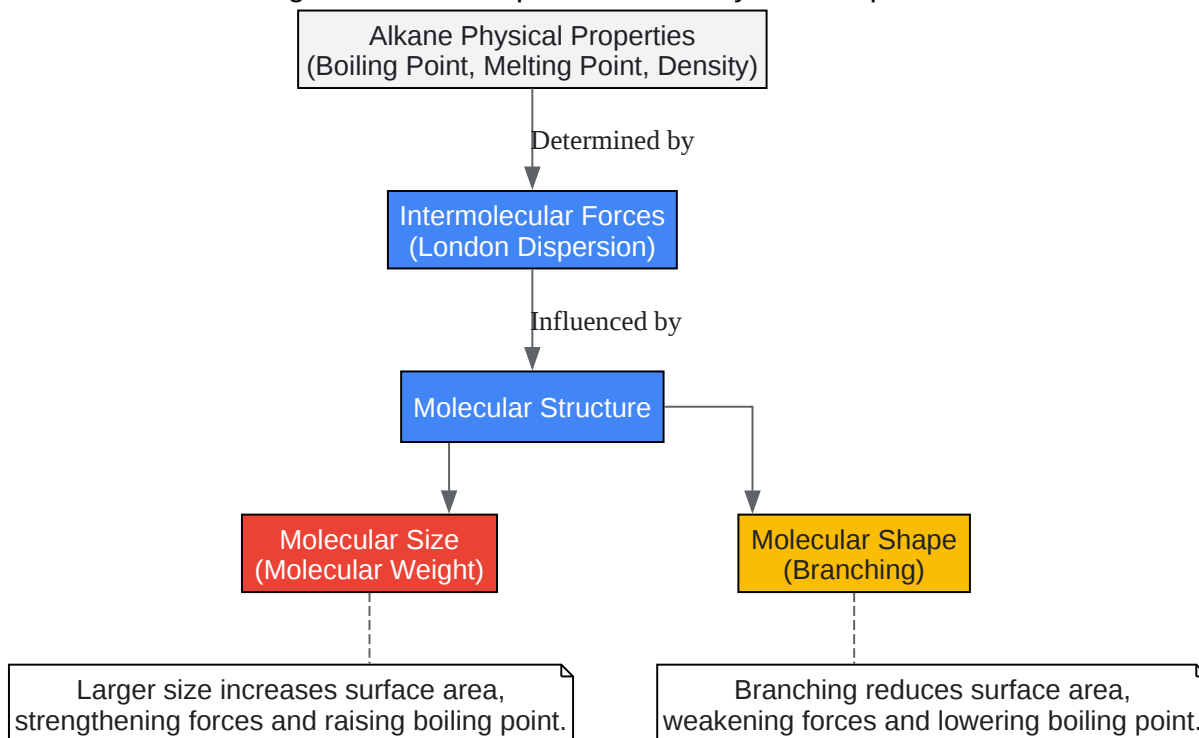 Alkane Physical Properties
(Boiling Point, Melting Point, Density)
Determined by
Intermolecular Forces
(London Dispersion)
Influenced by
Molecular Structure
Molecular Size
(Molecular Weight)
Molecular Shape
(Branching)
Larger size increases surface area,
strengthening forces and raising boiling point.
Branching reduces surface area,
weakening forces and lowering boiling point.